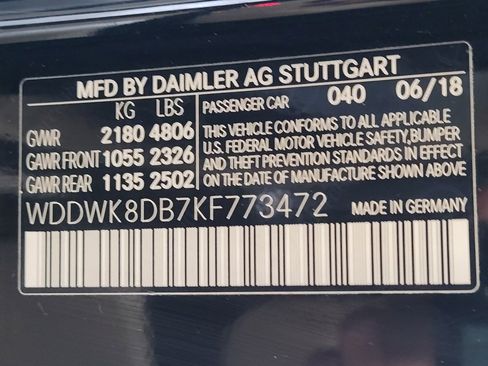 MFD BY DAIMLER AG STUTTGART
KG LBS
GVWR 2180 4806
GAWR FRONT 1055 2326
GAWR REAR 1135 2502
PASSENGER CAR 040 06/18
THIS VEHICLE CONFORMS TO ALL APPLICABLE
U.S. FEDERAL MOTOR VEHICLE SAFETY,BUMPER
AND THEFT PREVENTION STANDARDS IN EFFECT
ON THE DATE OF MANUFACTURE SHOWN ABOVE
WDDWK8DB7KF773472 MADE IN GERMANY